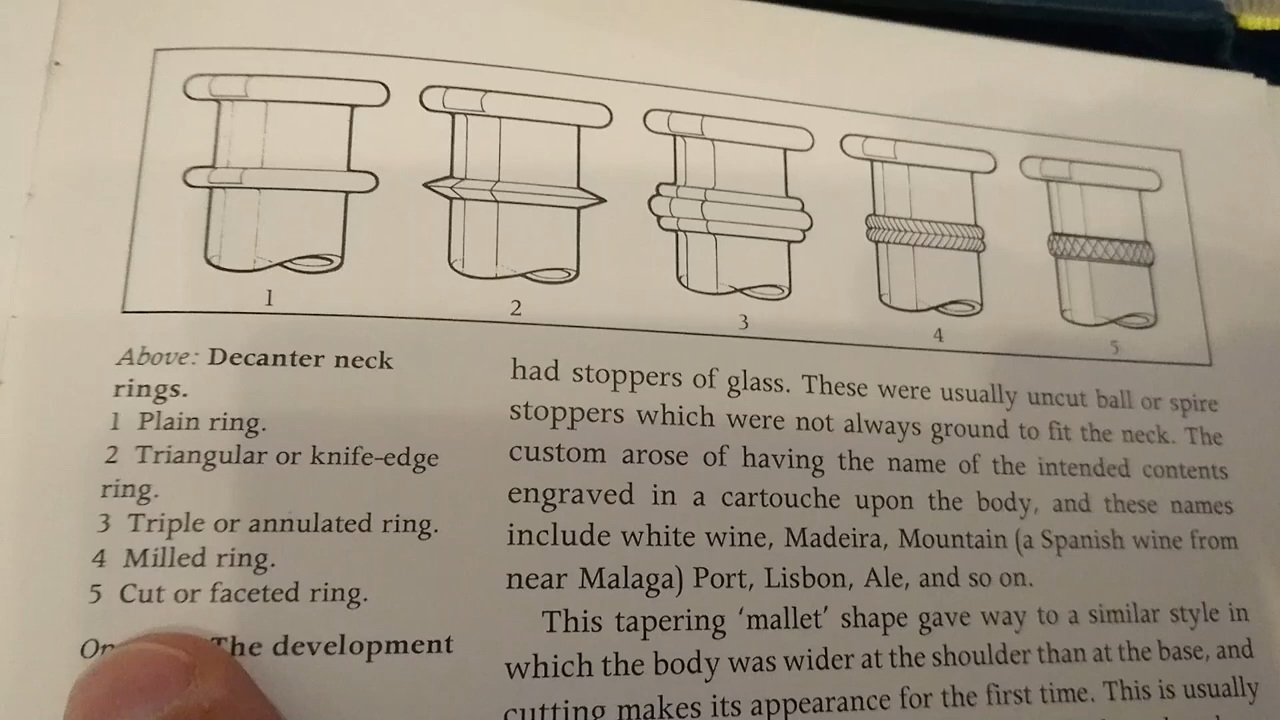 1
2
3
4
5
Above: Decanter neck
rings.
1 Plain ring.
2 Triangular or knife-edge
ring.
3 Triple or annulated ring.
4 Milled ring.
5 Cut or faceted ring.
The development
had stoppers of glass. These were usually uncut ball or spire
stoppers which were not always ground to fit the neck. The
custom arose of having the name of the intended contents
engraved in a cartouche upon the body, and these names
include white wine, Madeira, Mountain (a Spanish wine from
near Malaga) Port, Lisbon, Ale, and so on.
This tapering ‘mallet’ shape gave way to a similar style in
which the body was wider at the shoulder than at the base, and
cutting makes its appearance for the first time. This is usually